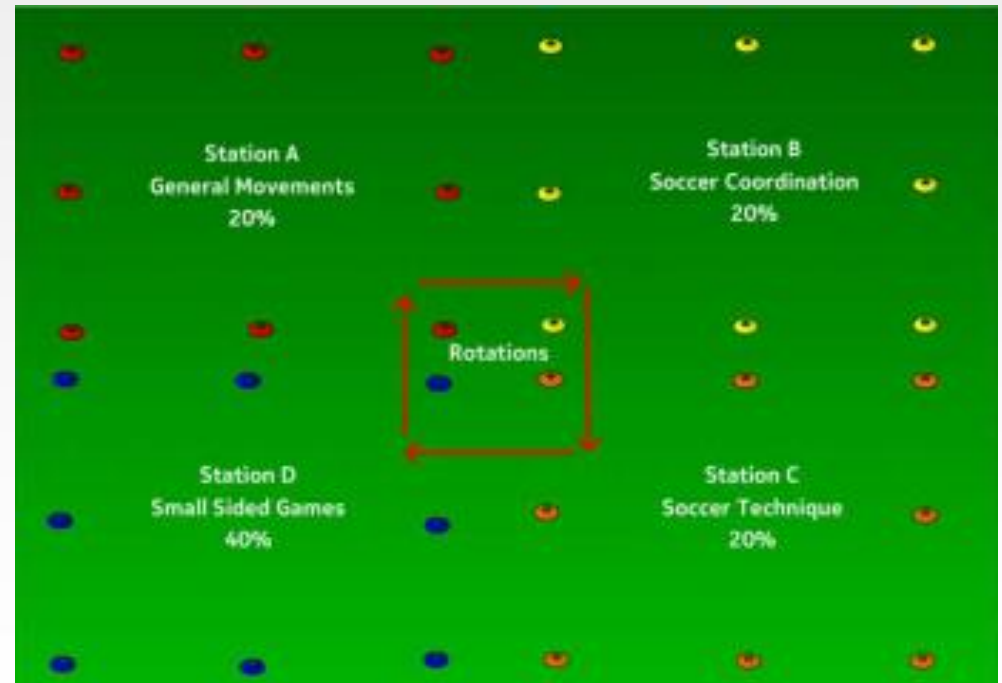 Station A
General Movements
20%
Station B
Soccer Coordination
20%
Rotations
Station D
Small Sided Games
40%
Station C
Soccer Technique
20%